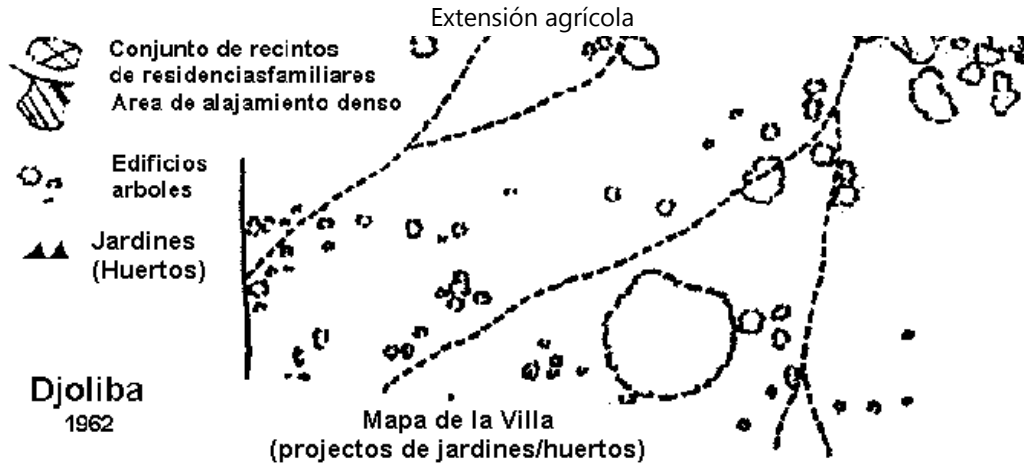 Extensión agrícola
Conjunto de recintos
de residenciasfamiliares
Area de alajamiento denso
Edificios
arboles
Jardines
(Huertos)
Djoliba
1962
Mapa de la Villa
(projectos de jardines/huertos)